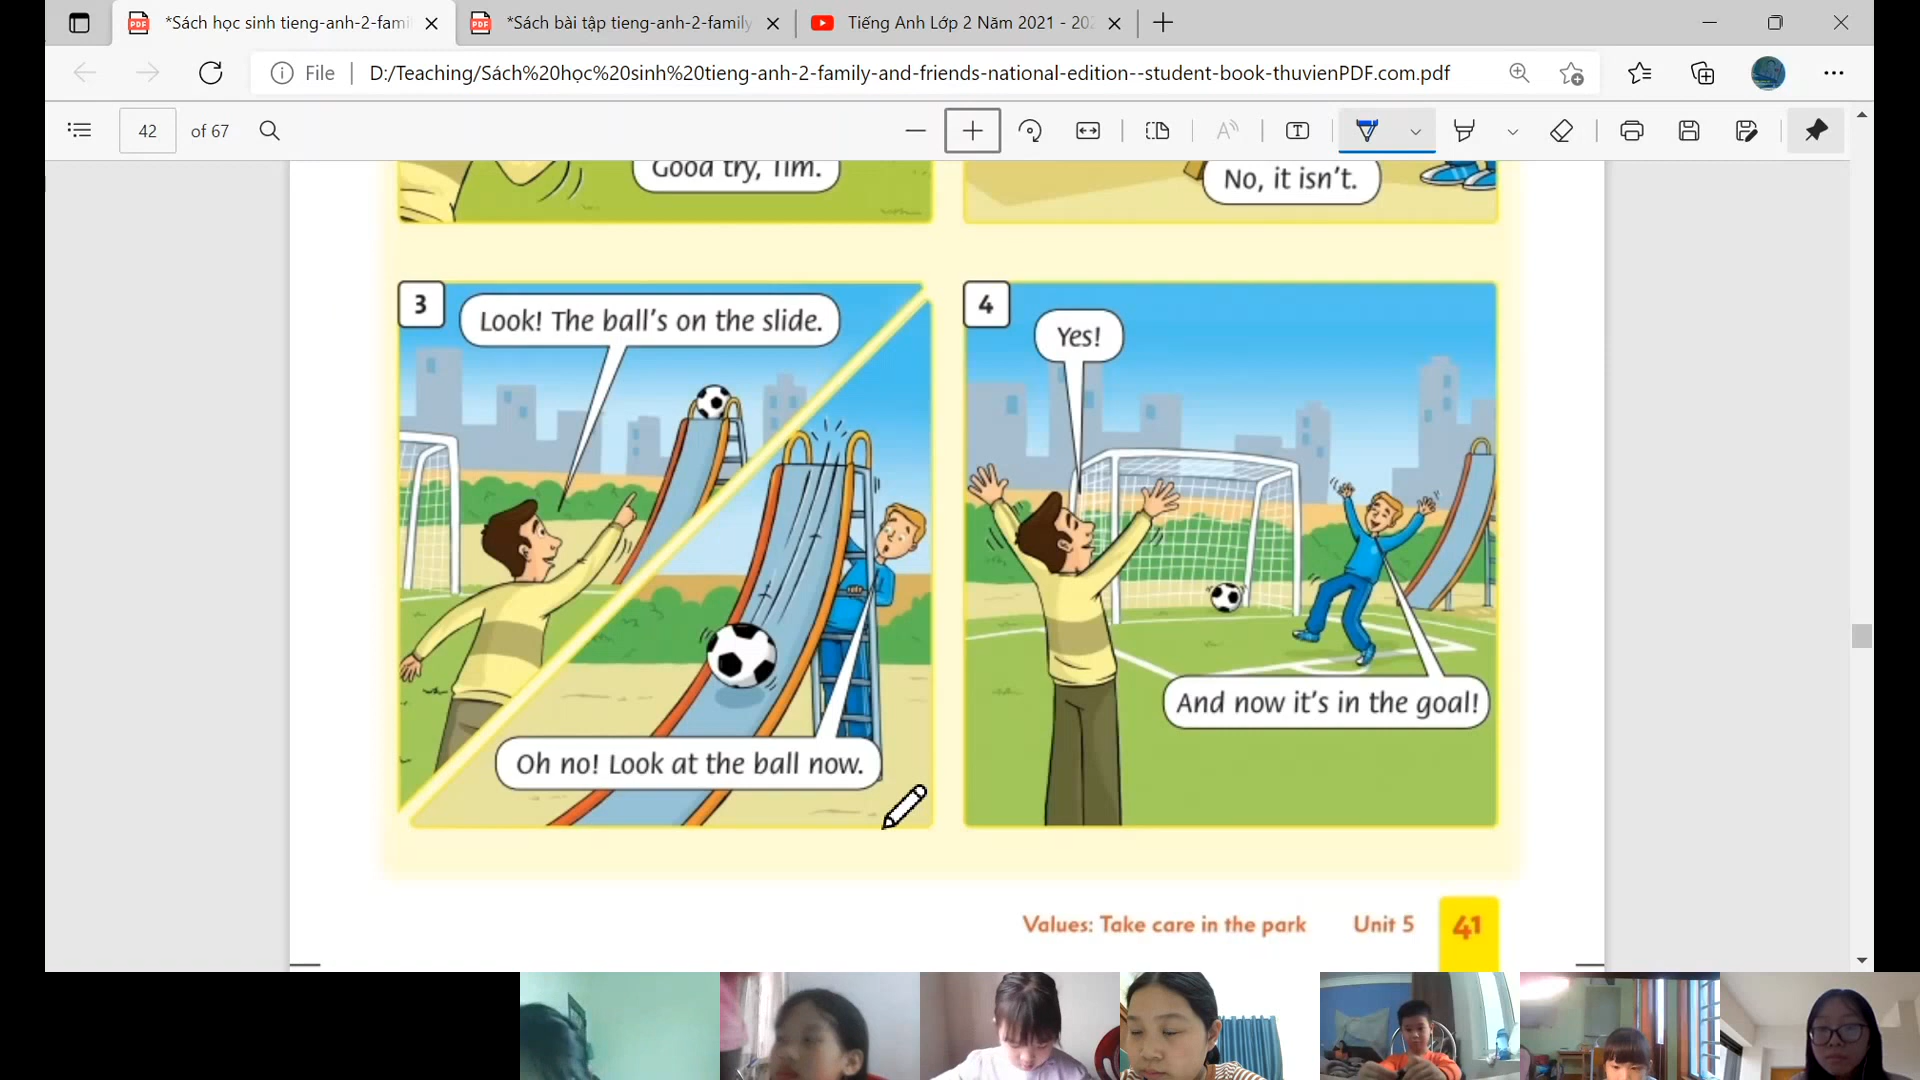 *Sách học sinh tieng-anh-2-fami
*Sách bài tập tieng-anh-2-family
Tiếng Anh Lớp 2 Năm 2021 - 202
File
D:/Teaching/Sách%20học%20sinh%20tieng-anh-2-family-and-friends-national-edition--student-book-thuvienPDF.com.pdf
42
of 67
Good try, Tim.
No, it isn't.
3
Look! The ball's on the slide.
Oh no! Look at the ball now.
4
Yes!
And now it's in the goal!
Values: Take care in the park
Unit 5
41